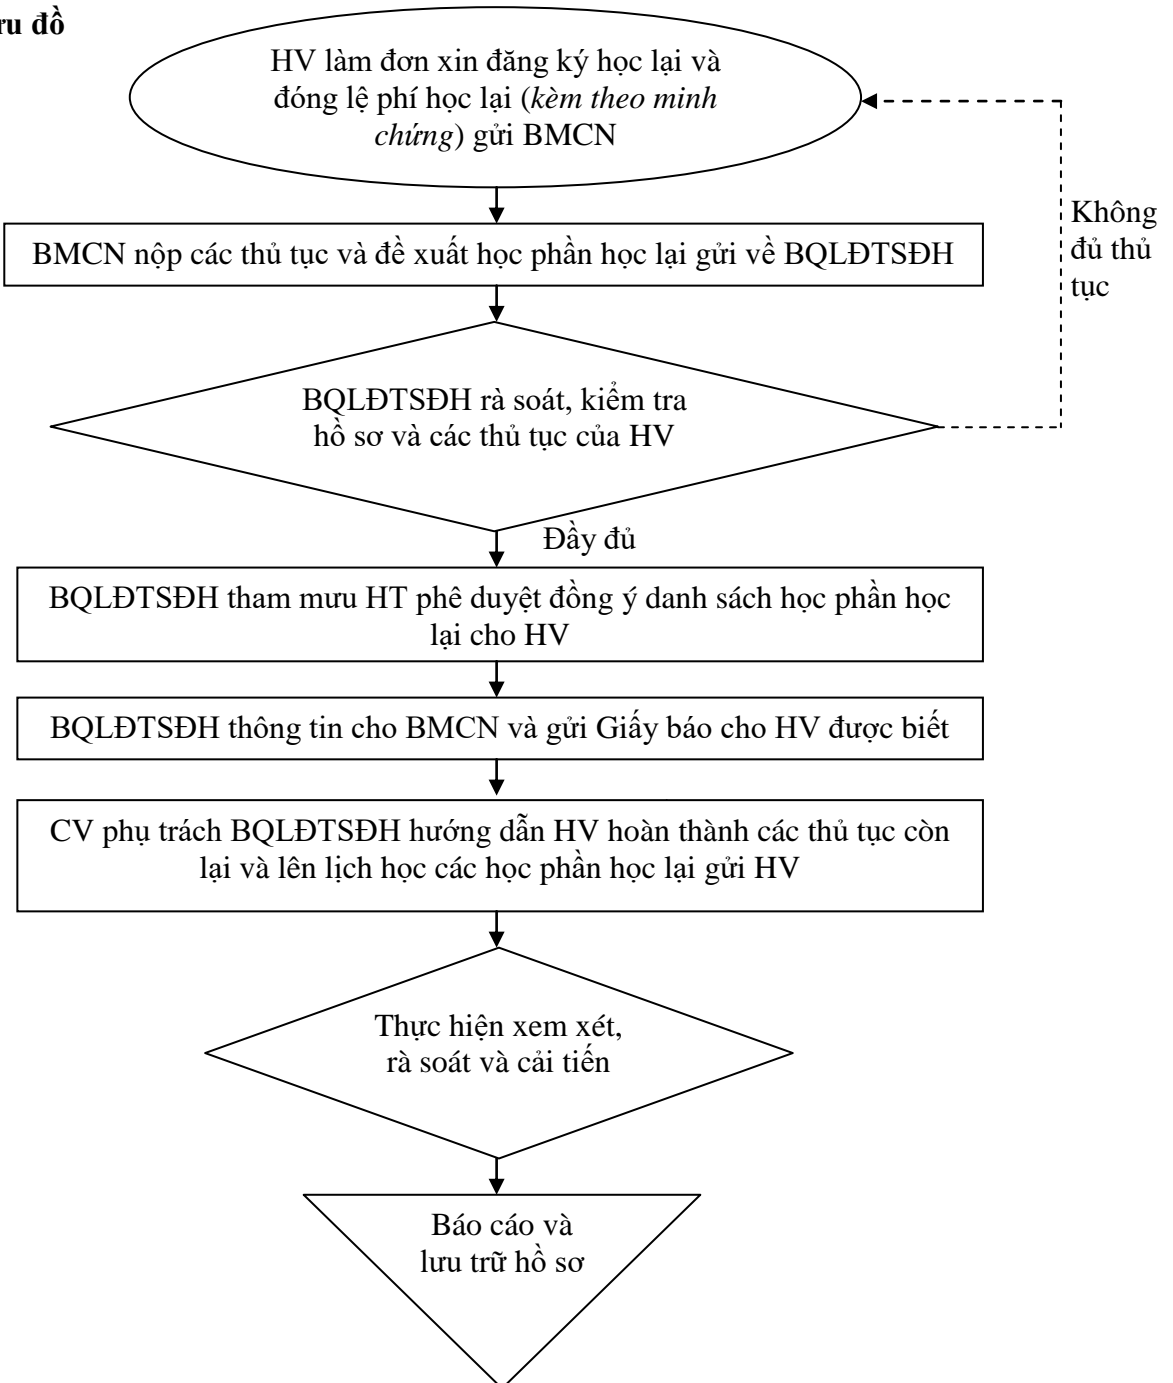 đồ
HV làm đơn xin đăng ký học lại và
đóng lệ phí học lại (kèm theo minh
chứng) gửi BMCN
Không
đủ thủ
tục
BMCN nộp các thủ tục và đề xuất học phần học lại gửi về BQLĐTSĐH
BQLĐTSĐH rà soát, kiểm tra
hồ sơ và các thủ tục của HV
Đầy đủ
BQLĐTSĐH tham mưu HT phê duyệt đồng ý danh sách học phần học
lại cho HV
BQLĐTSĐH thông tin cho BMCN và gửi Giấy báo cho HV được biết
CV phụ trách BQLĐTSĐH hướng dẫn HV hoàn thành các thủ tục còn
lại và lên lịch học các học phần học lại gửi HV
Thực hiện xem xét,
rà soát và cải tiến
Báo cáo và
lưu trữ hồ sơ